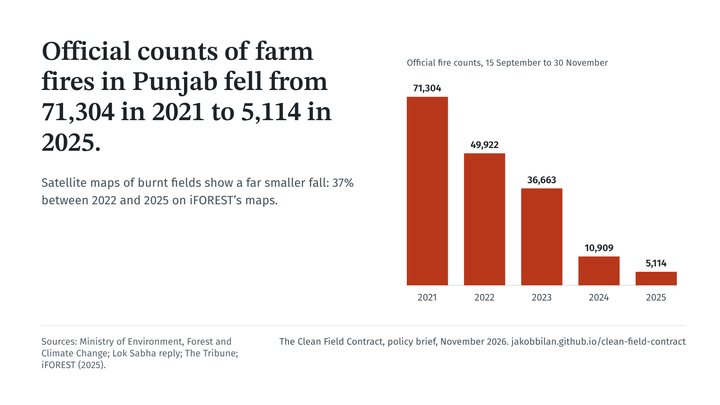 Official counts of farm
fires in Punjab fell from
71,304 in 2021 to 5,114 in
2025.
Satellite maps of burnt fields show a far smaller fall: 37%
between 2022 and 2025 on iFOREST’s maps.
Official fire counts, 15 September to 30 November
71,304
49,922
36,663
10,909
5,114
2021
2022
2023
2024
2025
Sources: Ministry of Environment, Forest and
Climate Change; Lok Sabha reply; The Tribune;
iFOREST (2025).
The Clean Field Contract, policy brief, November 2026. jakobbilan.github.io/clean-field-contract